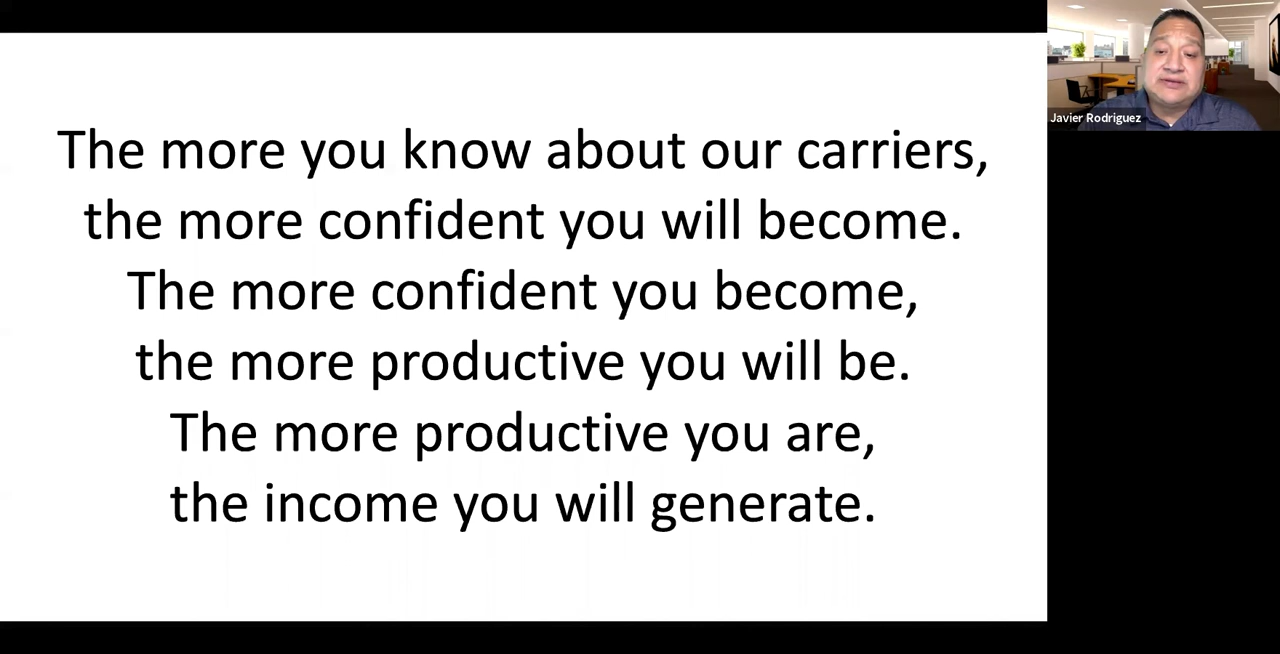 The more you know about our carriers,
the more confident you will become.
The more confident you become,
the more productive you will be.
The more productive you are,
the income you will generate.
Javier Rodriguez